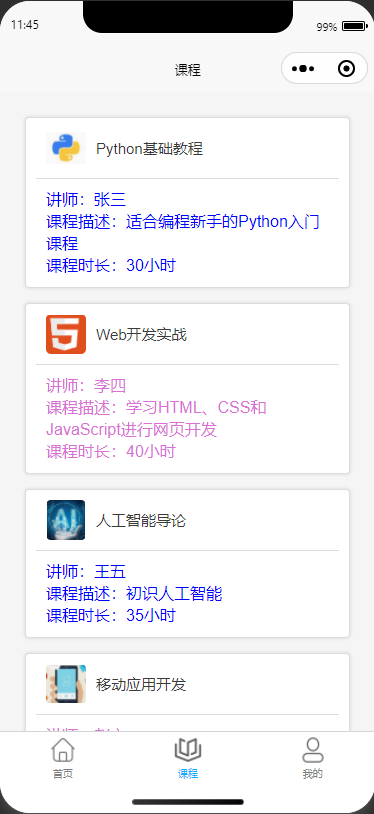 11:45
99%
课程
Python基础教程
讲师：张三
课程描述：适合编程新手的Python入门
课程
课程时长：30小时
Web开发实战
讲师：李四
课程描述：学习HTML、CSS和
JavaScript进行网页开发
课程时长：40小时
AI
人工智能导论
讲师：王五
课程描述：初识人工智能
课程时长：35小时
移动应用开发
首页
课程
我的